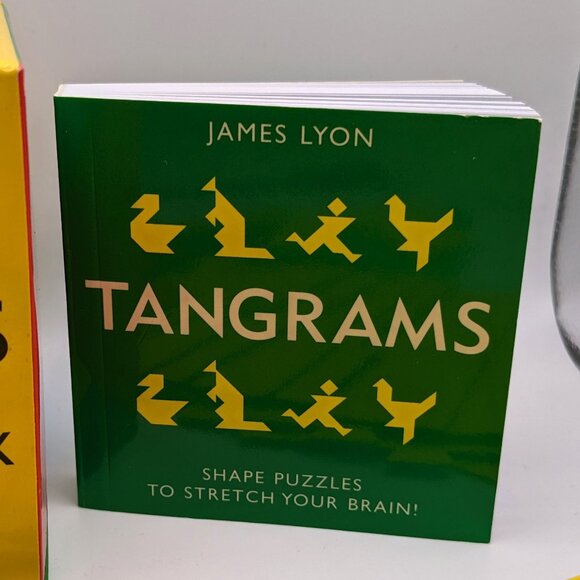 JAMES LYON
TANGRAMS
SHAPE PUZZLES
TO STRETCH YOUR BRAIN!